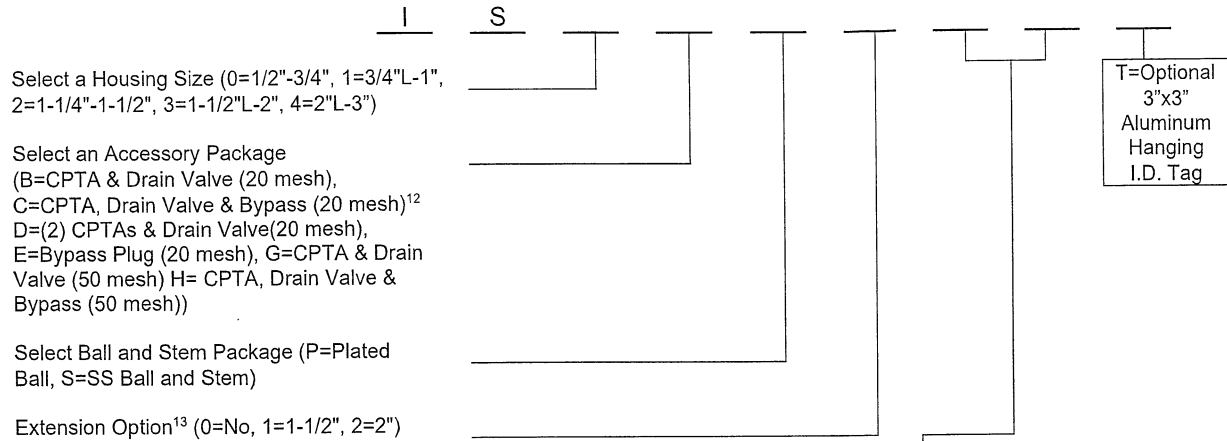 I S
Select a Housing Size (0=1/2"-3/4", 1=3/4"L-1",
2=1-1/4"-1-1/2", 3=1-1/2"L-2", 4=2"L-3")
T=Optional
3"x3"
Aluminum
Hanging
I.D. Tag
Select an Accessory Package
(B=CPTA & Drain Valve (20 mesh),
C=CPTA, Drain Valve & Bypass (20 mesh)¹²
D=(2) CPTAs & Drain Valve(20 mesh),
E=Bypass Plug (20 mesh), G=CPTA & Drain
Valve (50 mesh) H= CPTA, Drain Valve &
Bypass (50 mesh))
Select Ball and Stem Package (P=Plated
Ball, S=SS Ball and Stem)
Extension Option¹³ (0=No, 1=1-1/2", 2=2")